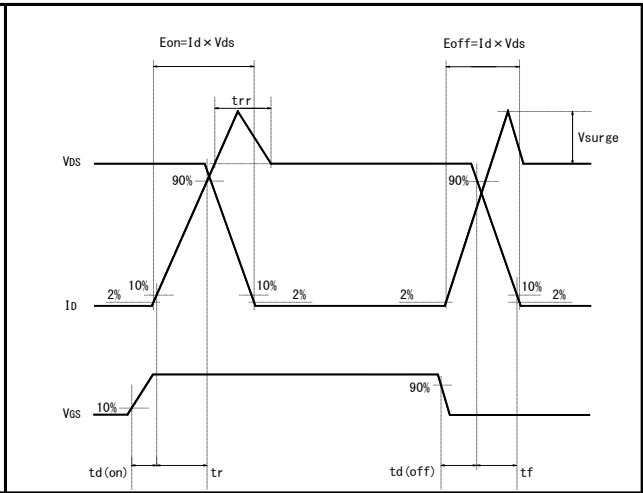 Eon=Id×Vds
Eoff=Id×Vds
trr
Vsurge
VDS
90%
90%
10%
10%
10%
2%
2%
2%
2%
ID
VGS
10%
90%
td(on)
tr
td(off)
tf